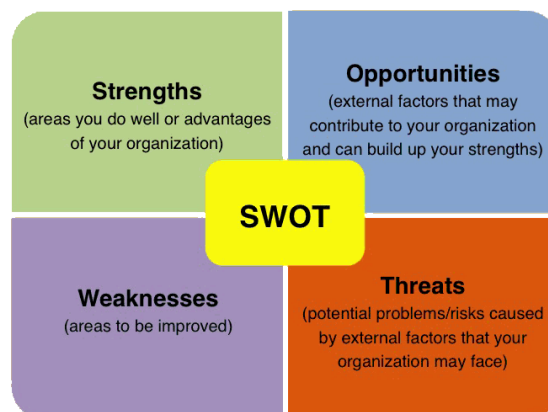 Strengths
(areas you do well or advantages
of your organization)
Opportunities
(external factors that may
contribute to your organization
and can build up your strengths)
SWOT
Weaknesses
(areas to be improved)
Threats
(potential problems/risks caused
by external factors that your
organization may face)